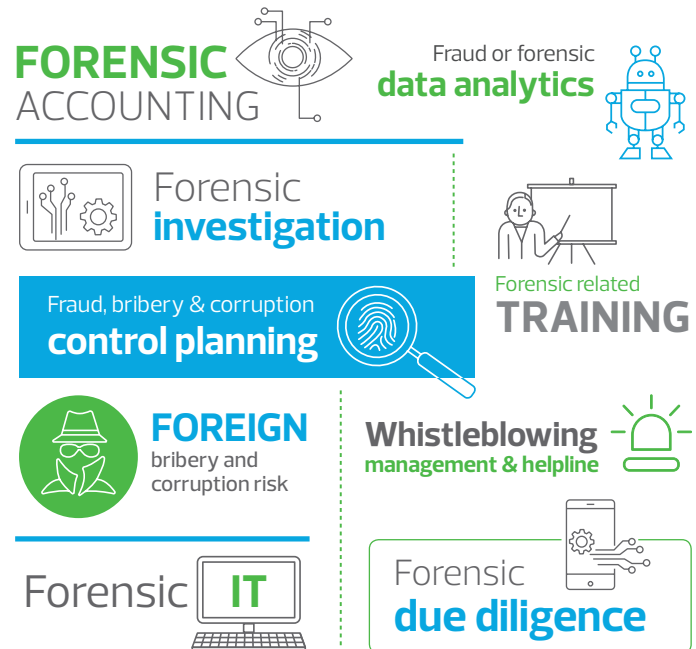 FORENSIC
ACCOUNTING
Fraud or forensic
data analytics
Forensic
investigation
Forensic related
TRAINING
Fraud, bribery & corruption
control planning
FOREIGN
bribery and
corruption risk
Whistleblowing
management & helpline
Forensic IT
Forensic
due diligence